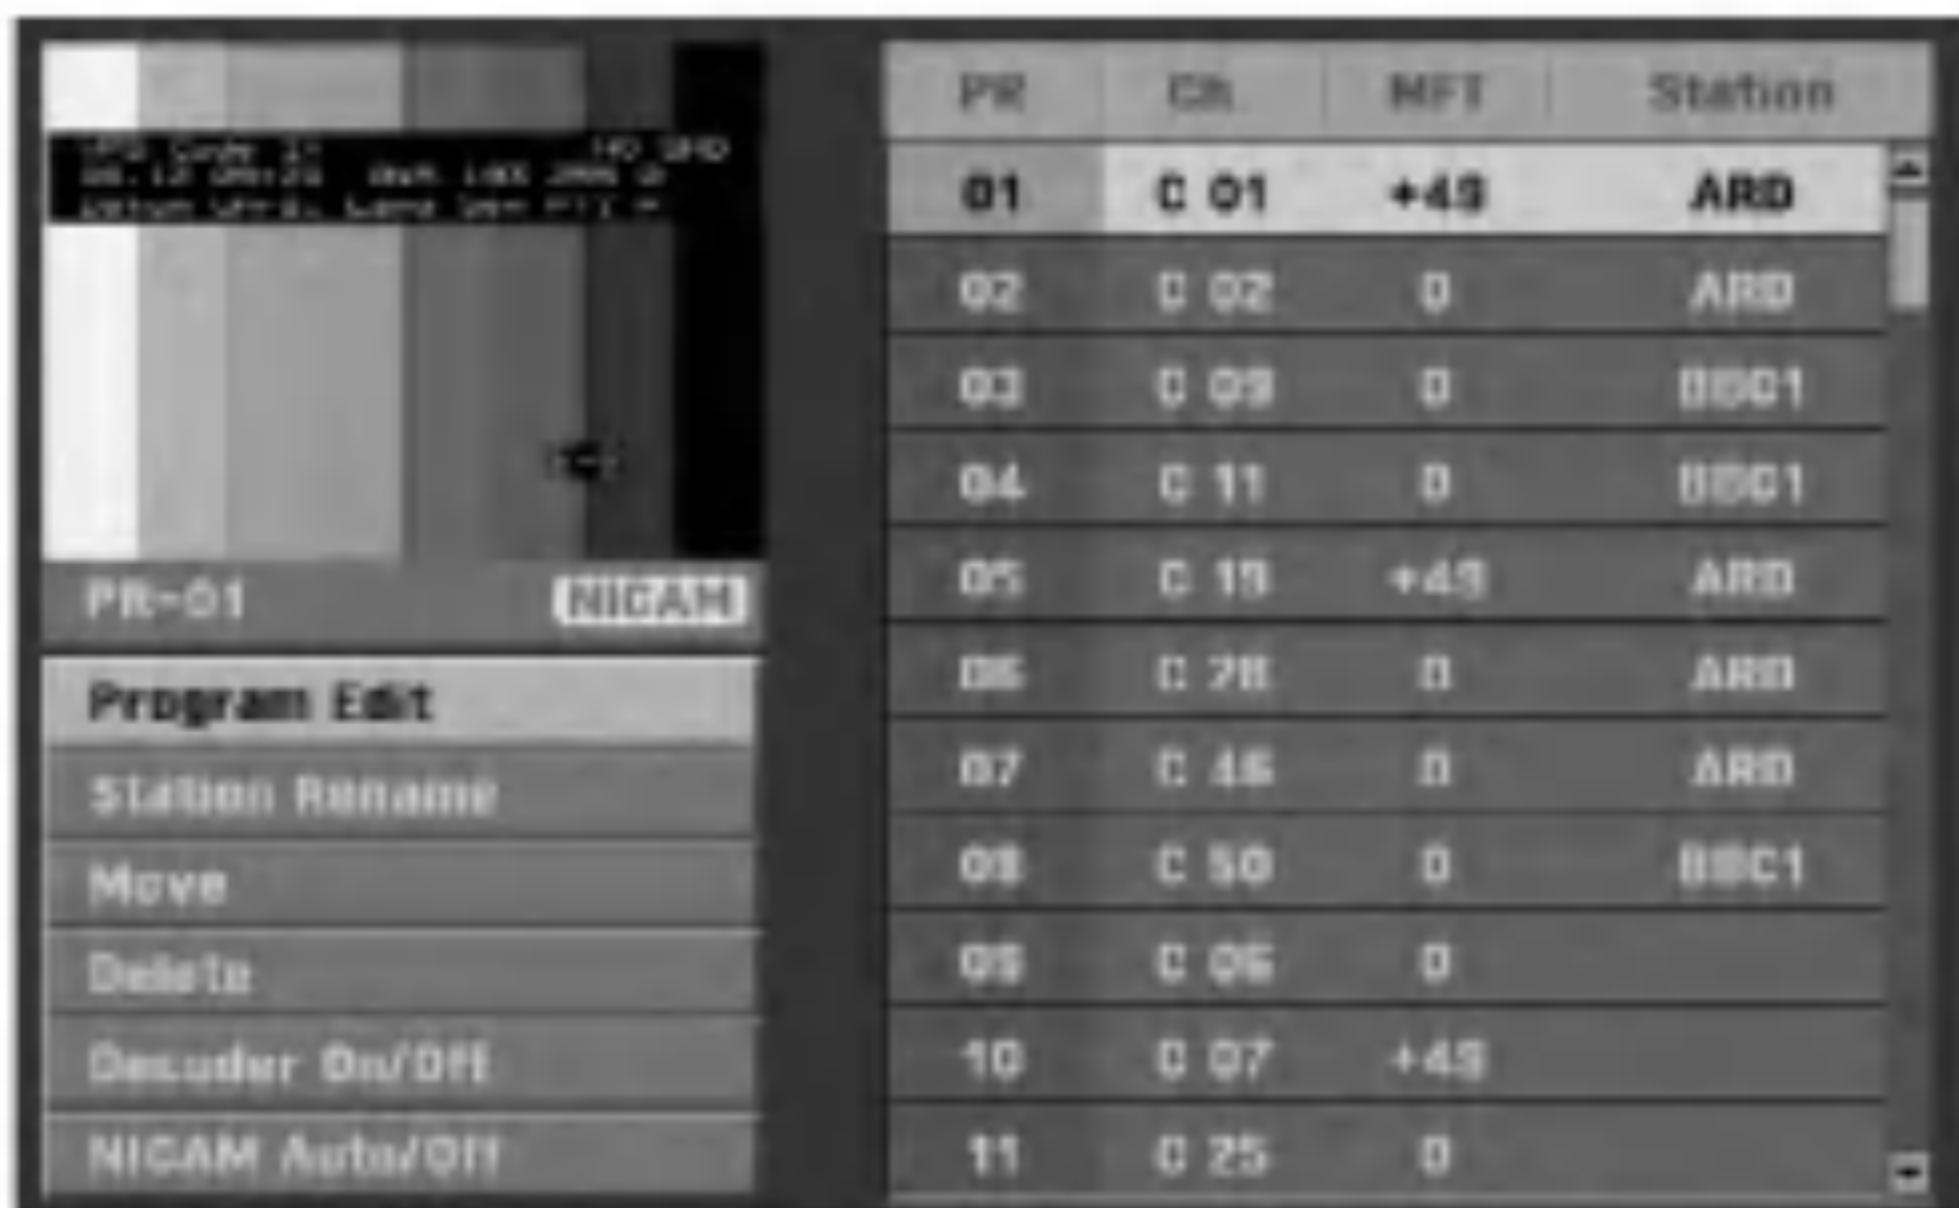 PR-01 NICAM
Program Edit
Station Rename
Move
Delete
Decoder On/Off
NICAM Auto/Off
PR Ch MFT Station
01 C 01 +49 ARD
02 C 02 0 ARD
03 C 09 0 BBC1
04 C 11 0 BBC1
05 C 19 +49 ARD
06 C 28 0 ARD
07 C 46 0 ARD
08 C 50 0 BBC1
09 C 06 0
10 C 07 +49
11 C 25 0